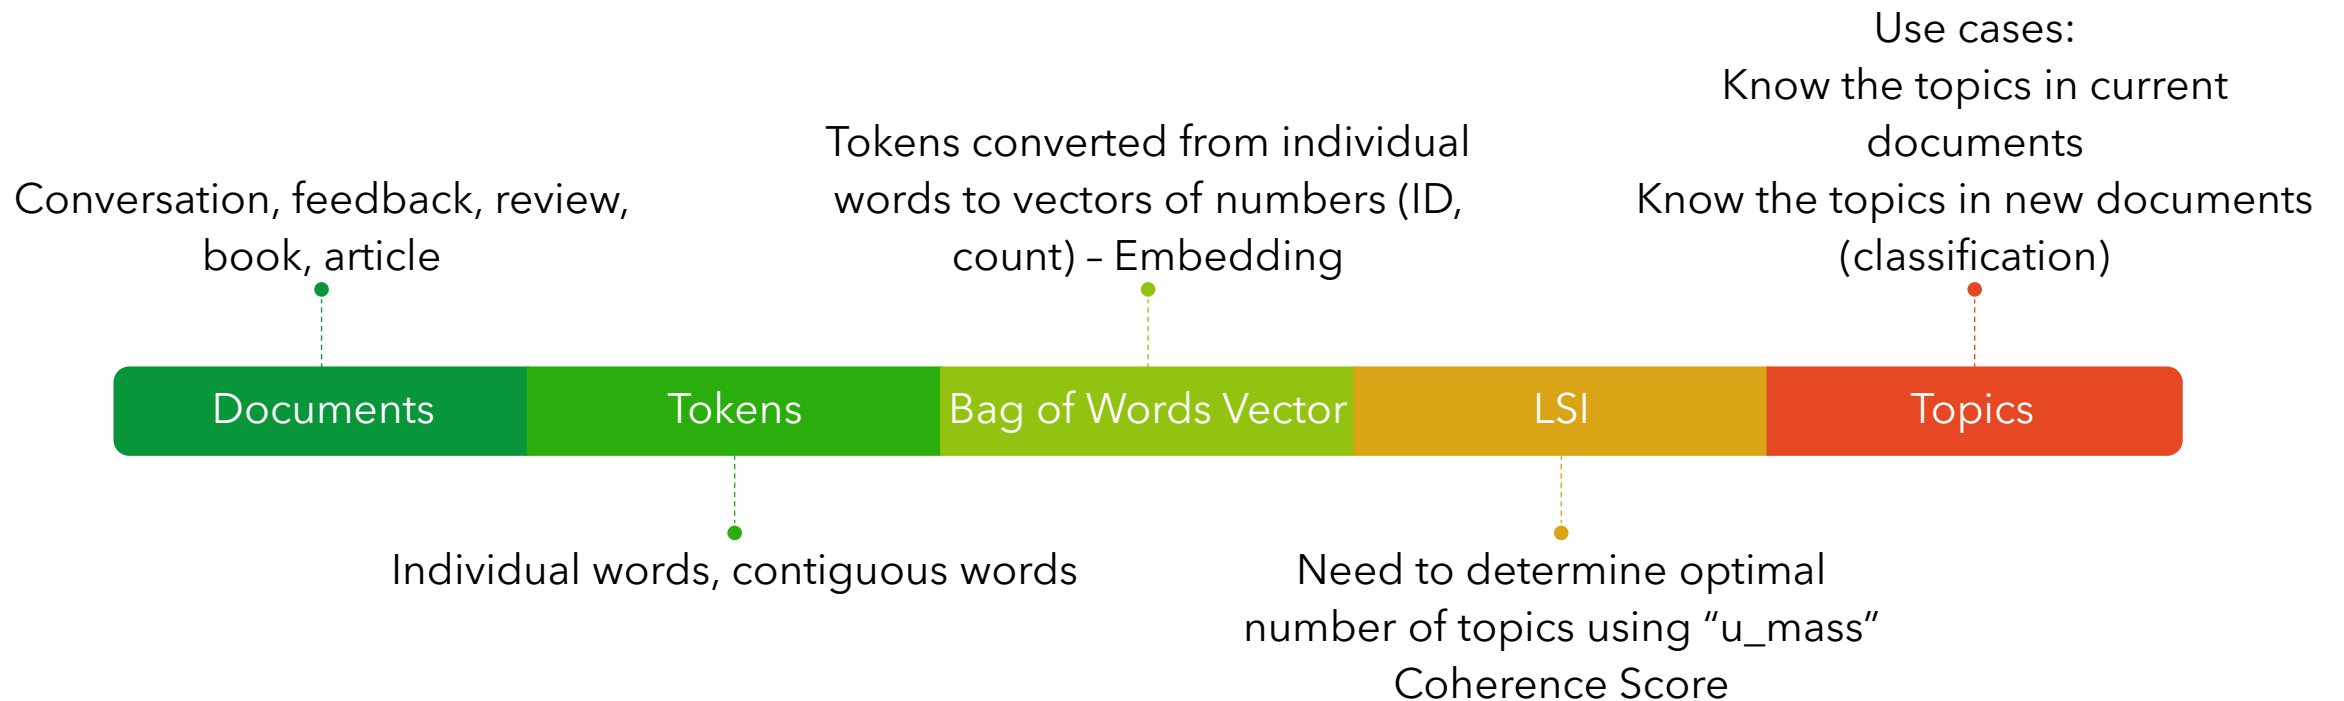 Use cases:
Know the topics in current
documents
Know the topics in new documents
(classification)
Tokens converted from individual
words to vectors of numbers (ID,
count) – Embedding
Conversation, feedback, review,
book, article
Documents
Tokens
Bag of Words Vector
LSI
Topics
Individual words, contiguous words
Need to determine optimal
number of topics using “u_mass”
Coherence Score